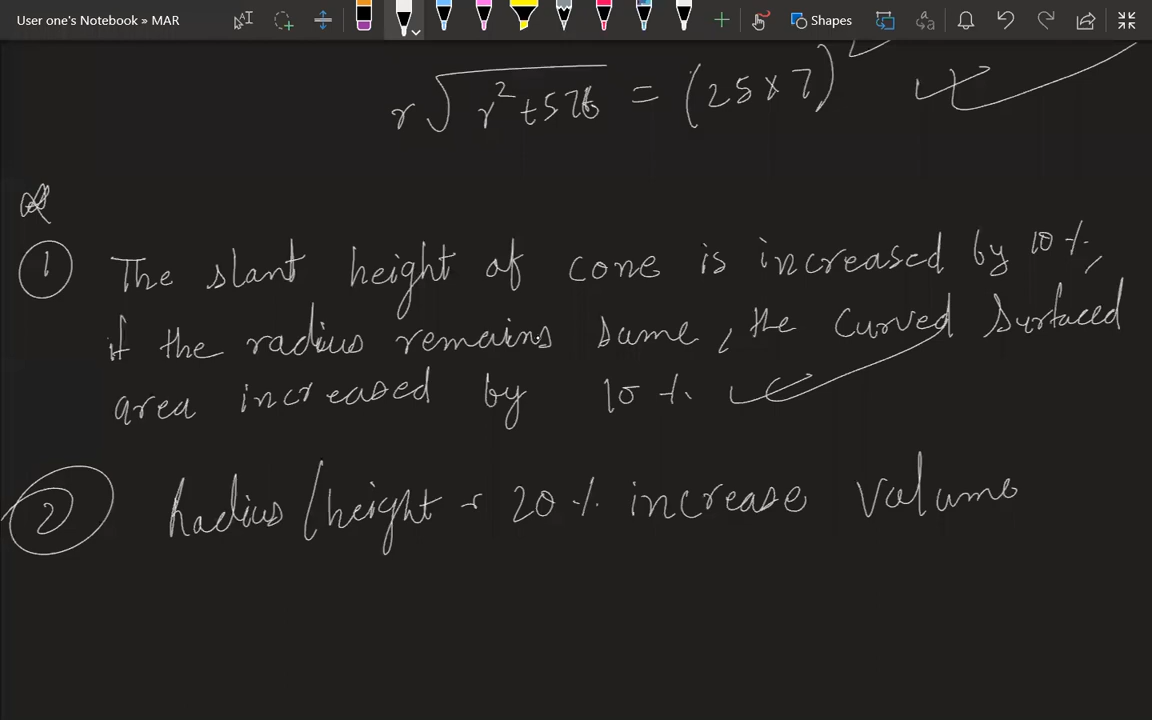 User one's Notebook » MAR
Shapes
r√r²+576 = (25×7)
① The slant height of cone is increased by 10%,
if the radius remains same, the curved surfaced
area increased by 10%.
② Radius/height 20% increase volume